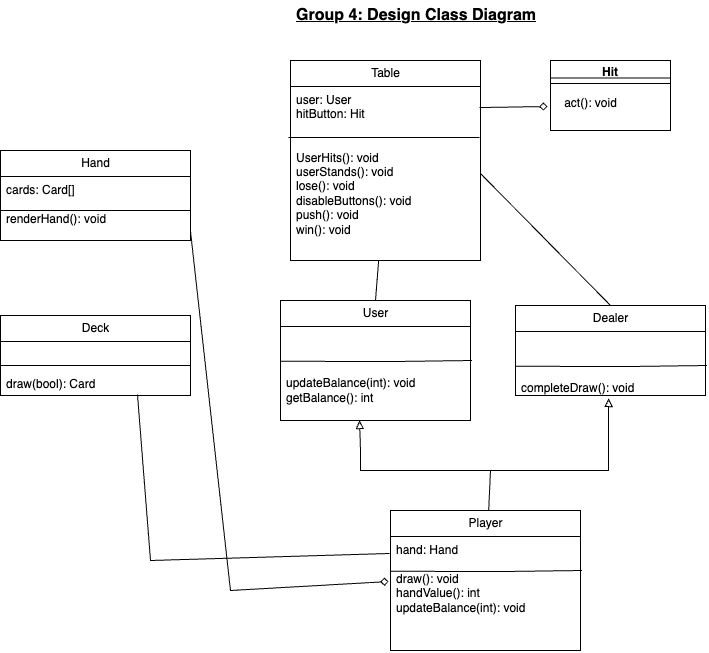 Group 4: Design Class Diagram
Table
user: User
hitButton: Hit
UserHits(): void
userStands(): void
lose(): void
disableButtons(): void
push(): void
win(): void
Hit
act(): void
Hand
cards: Card[]
renderHand(): void
Deck
draw(bool): Card
User
updateBalance(int): void
getBalance(): int
Dealer
completeDraw(): void
Player
hand: Hand
draw(): void
handValue(): int
updateBalance(int): void